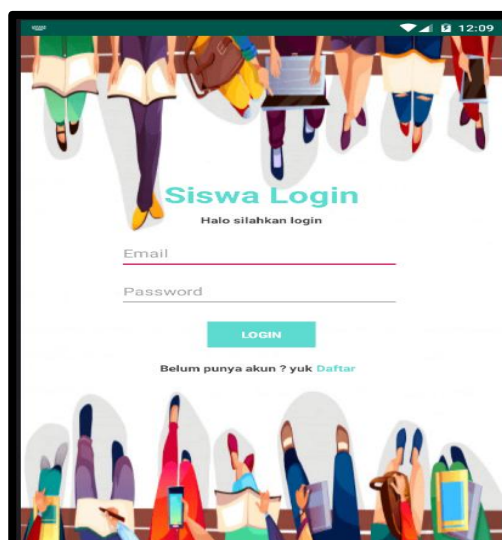 12:09
Siswa Login
Halo silahkan login
Email
Password
LOGIN
Belum punya akun ? yuk Daftar